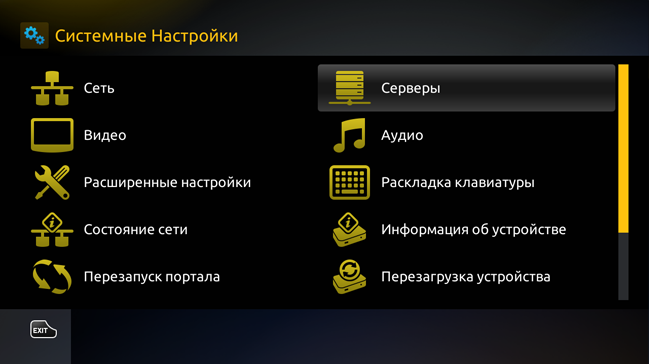 Системные Настройки
Сеть
Серверы
Видео
Аудио
Расширенные настройки
Раскладка клавиатуры
Состояние сети
Информация об устройстве
Перезапуск портала
Перезагрузка устройства
EXIT